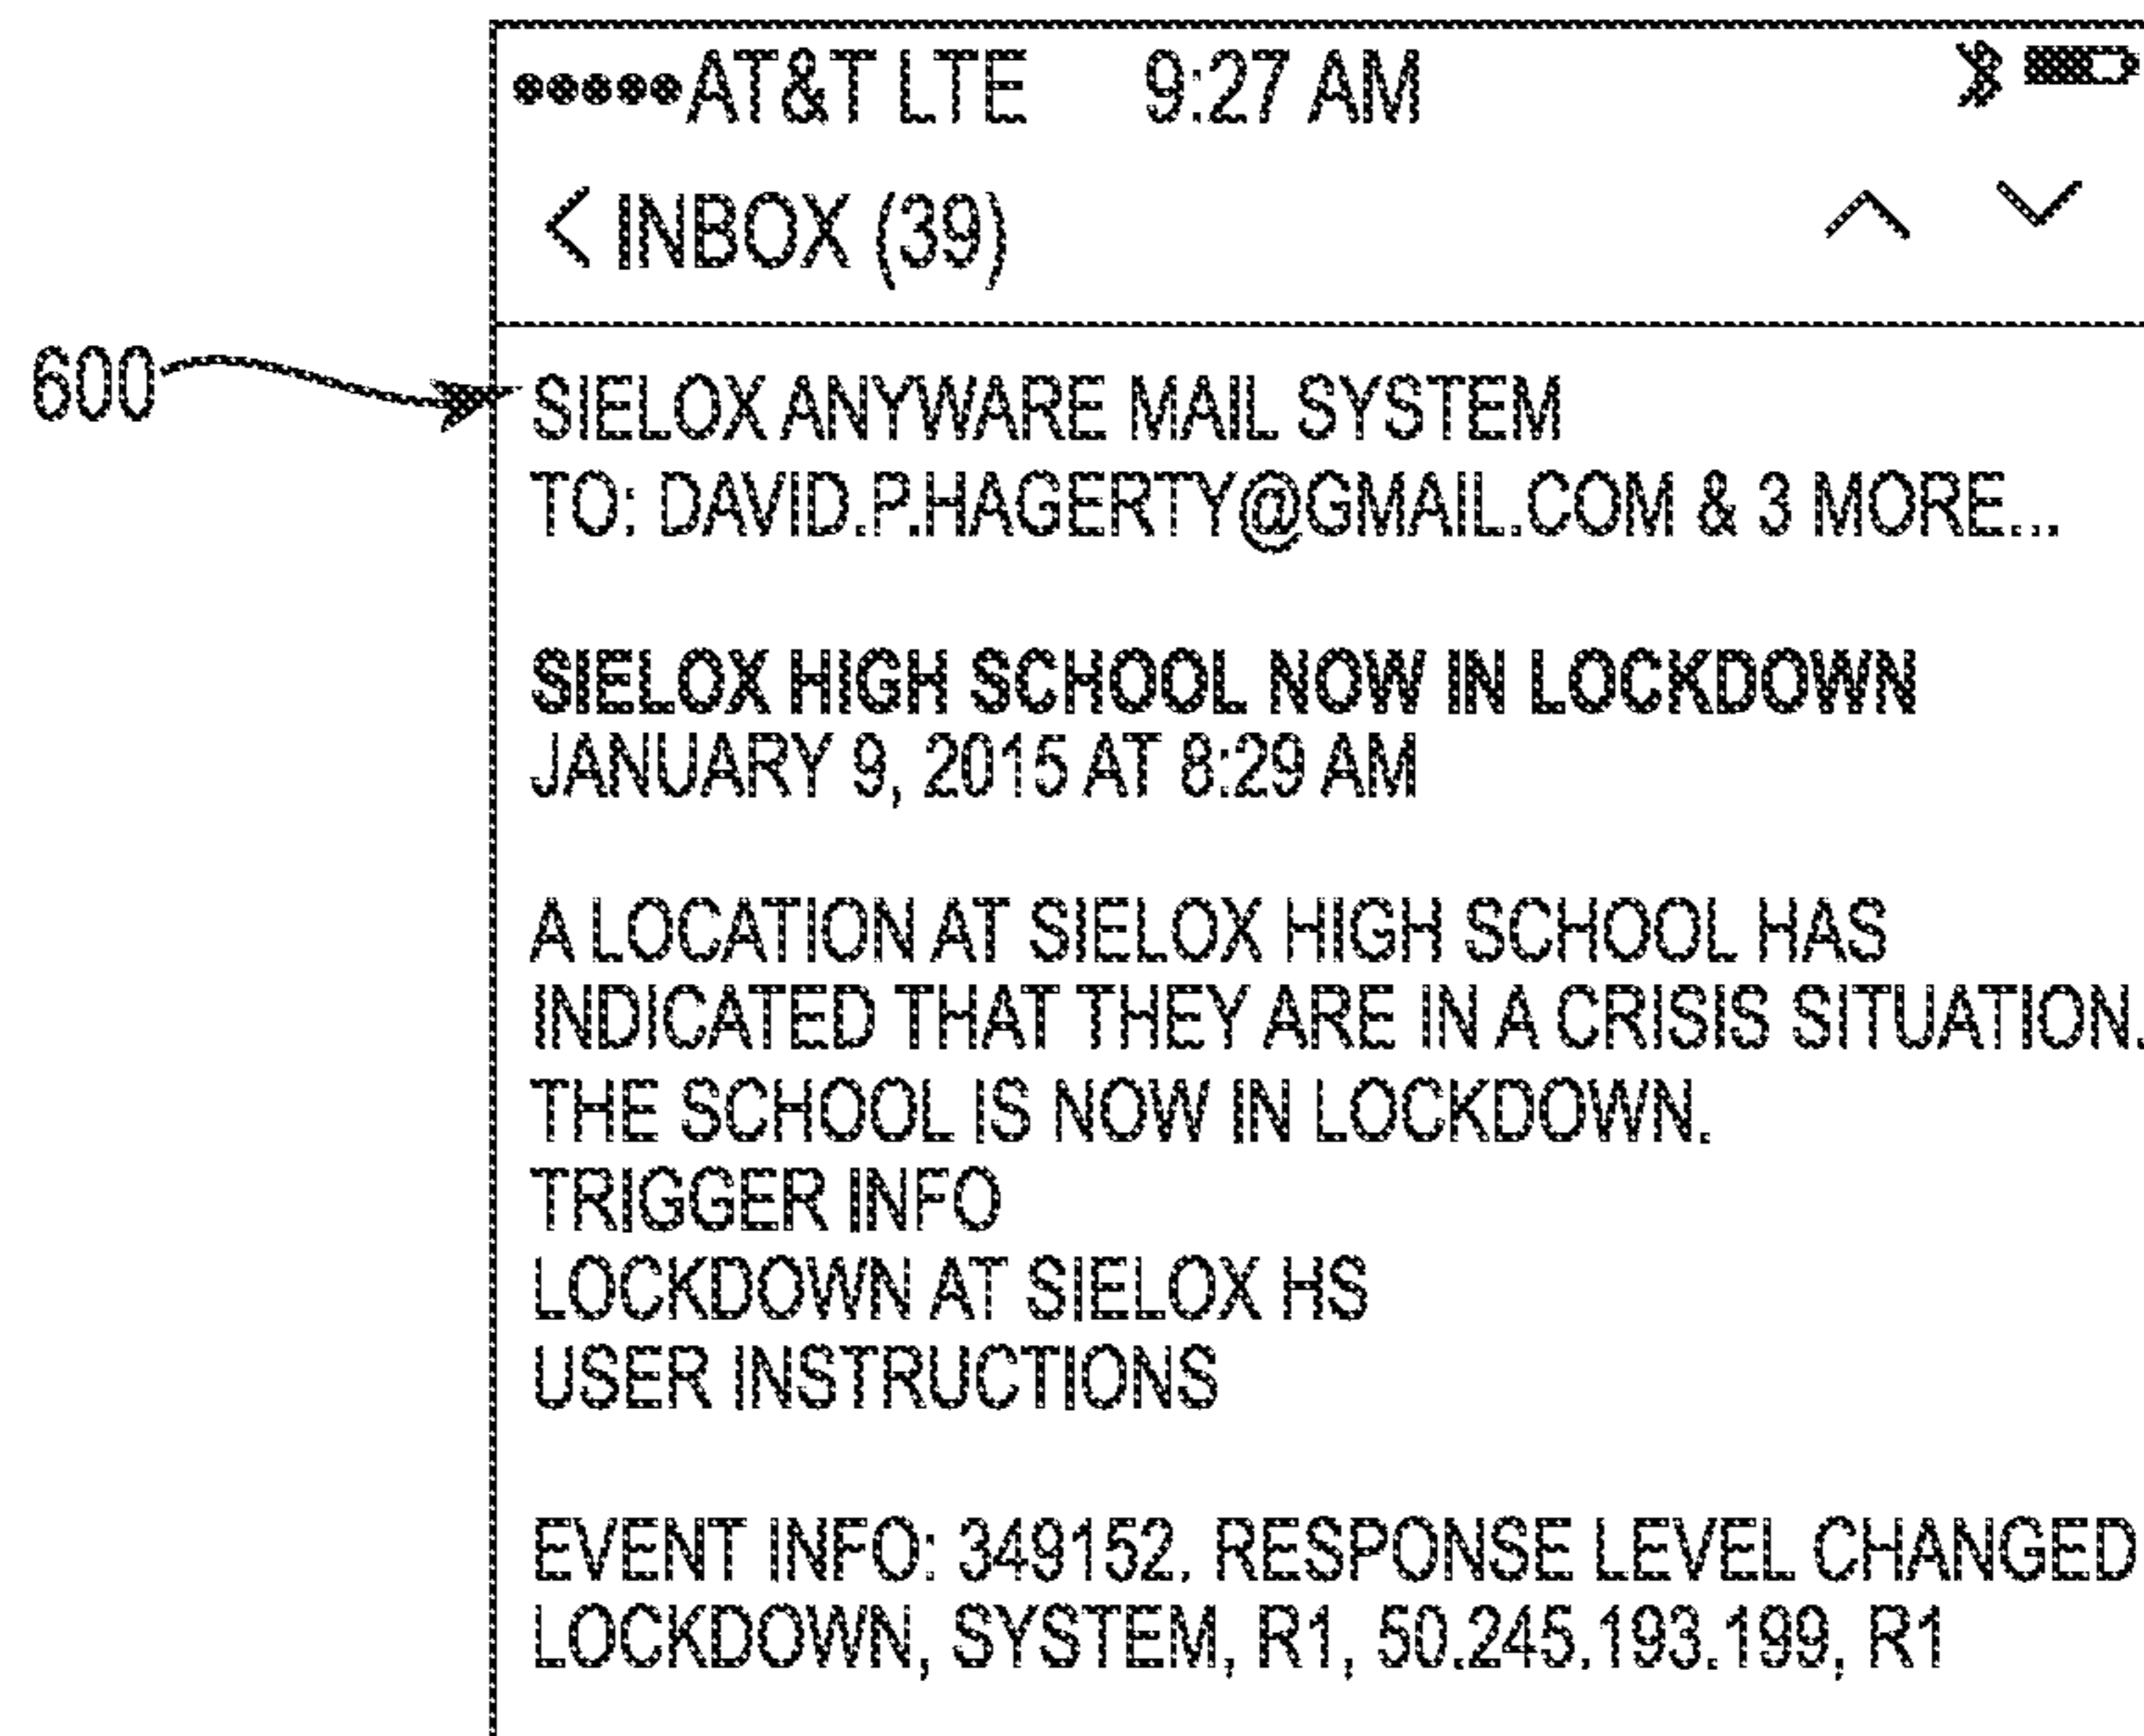 ●●●●●AT&T LTE 9:27 AM
< INBOX (39)
600
SIELOX ANYWARE MAIL SYSTEM
TO: DAVID.P.HAGERTY@GMAIL.COM & 3 MORE...
SIELOX HIGH SCHOOL NOW IN LOCKDOWN
JANUARY 9, 2015 AT 8:29 AM
A LOCATION AT SIELOX HIGH SCHOOL HAS
INDICATED THAT THEY ARE IN A CRISIS SITUATION.
THE SCHOOL IS NOW IN LOCKDOWN.
TRIGGER INFO
LOCKDOWN AT SIELOX HS
USER INSTRUCTIONS
EVENT INFO: 349152, RESPONSE LEVEL CHANGED
LOCKDOWN, SYSTEM, R1, 50.245.193.199, R1